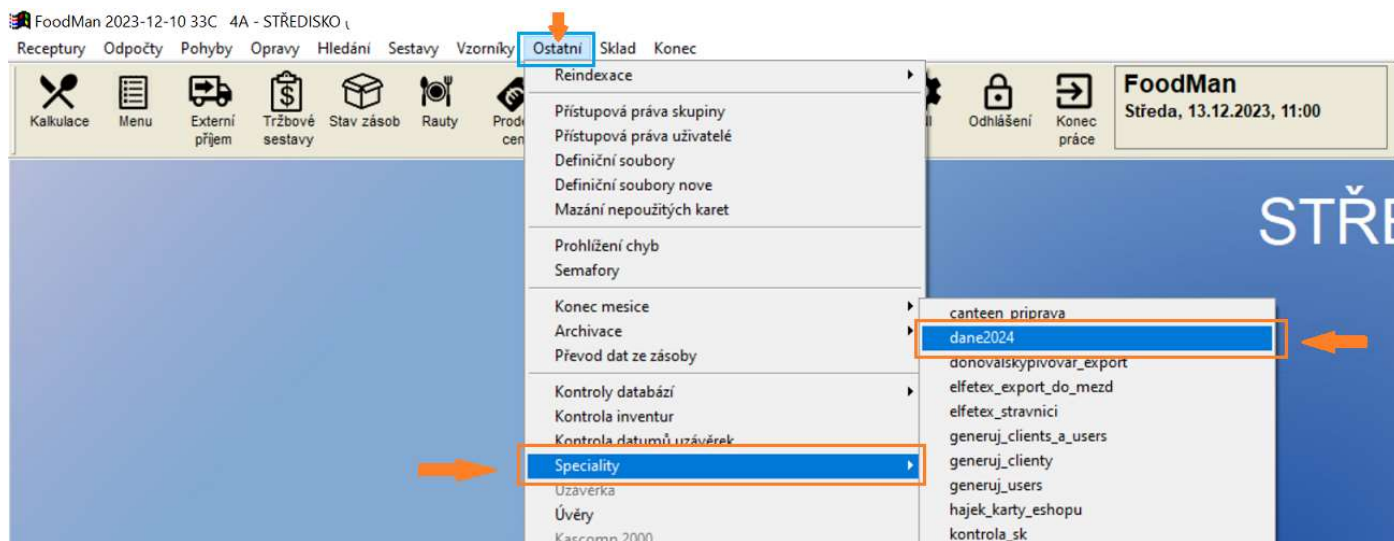 FoodMan 2023-12-10 33C 4A - STŘEDISKO
Receptury Odpočty Pohyby Opravy Hledání Sestavy Vzorníky Ostatní Sklad Konec
Kalkulace Menu Externí příjem Tržbové sestavy Stav zásob Rauty
Odhlášení Konec práce
FoodMan
Středa, 13.12.2023, 11:00
STŘE
Reindexace
Přístupová práva skupiny
Přístupová práva uživatelé
Definiční soubory
Definiční soubory nove
Mazání nepoužitých karet
Prohlížení chyb
Semafory
Konec mesice
Archivace
Převod dat ze zásoby
Kontroly databází
Kontrola inventur
Kontrola datumů uzávěrek
Speciality
Uzávěrka
Úvěry
Kascomp 2000
canteen_priprava
dane2024
donovalskypivovar_export
elfetex_export_do_mezd
elfetex_stravnici
generuj_clients_a_users
generuj_clienty
generuj_users
hajek_karty_eshopu
kontrola_sk